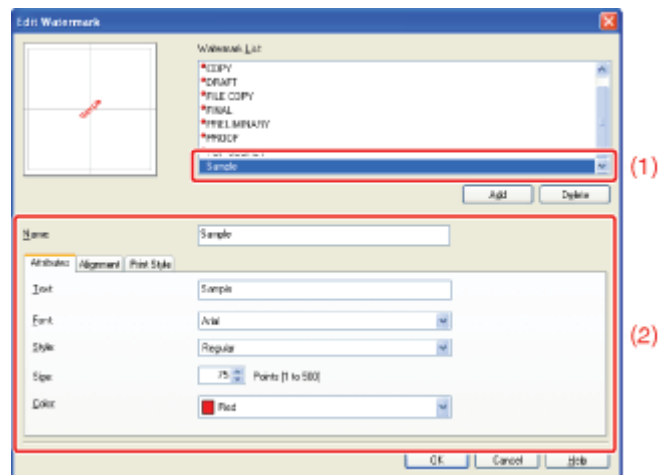 Edit Watermark
Watermark List:
Sample
*COPY
*DRAFT
*FILE COPY
*FINAL
*PRELIMINARY
*PROOF
Sample
(1)
Add Delete
Name: Sample
Attributes Alignment Print Style
Text: Sample
Font: Arial
(2)
Style: Regular
Size: 75 Points [1 to 500]
Color: Red
OK Cancel Help